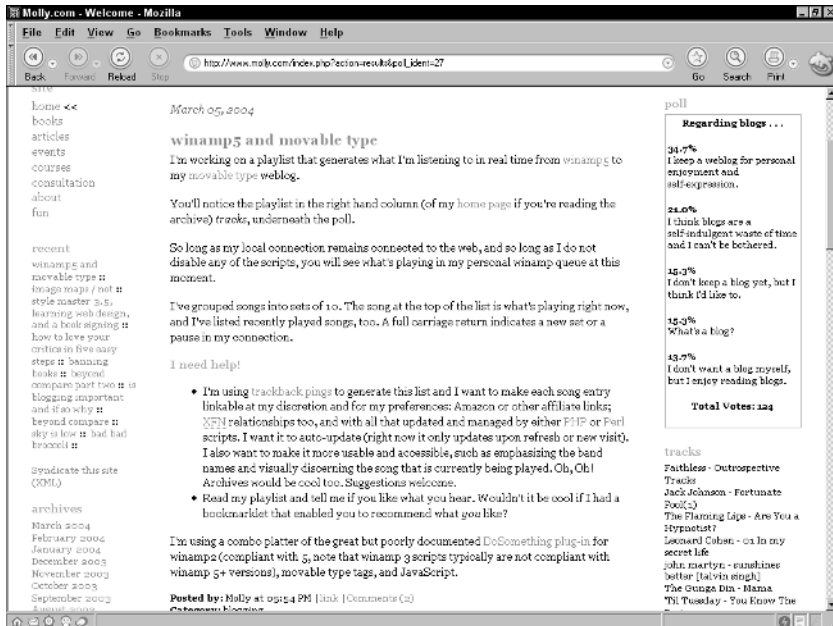 Molly.com - Welcome - Mozilla
File Edit View Go Bookmarks Tools Window Help
http://www.molly.com/index.php?action=results&poll_ident=27
Back Forward Reload Stop Go Search Print
site
home <<
books
articles
events
courses
consultation
about
fun
recent
winamp5 and
movable type ::
image maps / not ::
style master 3.5,
learning web design,
and a book signing ::
how to love your
critics in five easy
steps :: banning
books :: beyond
compare part two :: is
blogging important
and if so why ::
beyond compare ::
sky is low :: bad bad
broccoli ::
Syndicate this site
(XML)
archives
March 2004
February 2004
January 2004
December 2003
November 2003
October 2003
September 2003
August 2003
March 05, 2004
winamp5 and movable type
I'm working on a playlist that generates what I'm listening to in real time from winamp5 to
my movable type weblog.
You'll notice the playlist in the right hand column (of my home page if you're reading the
archive) tracks, underneath the poll.
So long as my local connection remains connected to the web, and so long as I do not
disable any of the scripts, you will see what's playing in my personal winamp queue at this
moment.
I've grouped songs into sets of 10. The song at the top of the list is what's playing right now,
and I've listed recently played songs, too. A full carriage return indicates a new set or a
pause in my connection.
I need help!
• I'm using trackback pings to generate this list and I want to make each song entry
linkable at my discretion and for my preferences: Amazon or other affiliate links;
XFN relationships too, and with all that updated and managed by either PHP or Perl
scripts. I want it to auto-update (right now it only updates upon refresh or new visit).
I also want to make it more usable and accessible, such as emphasizing the band
names and visually discerning the song that is currently being played. Oh, Oh!
Archives would be cool too. Suggestions welcome.
• Read my playlist and tell me if you like what you hear. Wouldn't it be cool if I had a
bookmarklet that enabled you to recommend what you like?
I'm using a combo platter of the great but poorly documented DoSomething plug-in for
winamp2 (compliant with 5, note that winamp 3 scripts typically are not compliant with
winamp 5+ versions), movable type tags, and JavaScript.
Posted by: Molly at 05:54 PM |link |Comments (2)
Category: blogging
poll
Regarding blogs . . .
34.7%
I keep a weblog for personal
enjoyment and
self-expression.
21.0%
I think blogs are a
self-indulgent waste of time
and I can't be bothered.
15.3%
I don't keep a blog yet, but I
think I'd like to.
15.3%
What's a blog?
13.7%
I don't want a blog myself,
but I enjoy reading blogs.
Total Votes: 124
tracks
Faithless - Outrospective
Tracks
Jack Johnson - Fortunate
Fool(1)
The Flaming Lips - Are You a
Hypnotist?
Leonard Cohen - 01 In my
secret life
john martyn - sunshines
better [talvin singh]
The Gunga Din - Mama
'Til Tuesday - You Know The